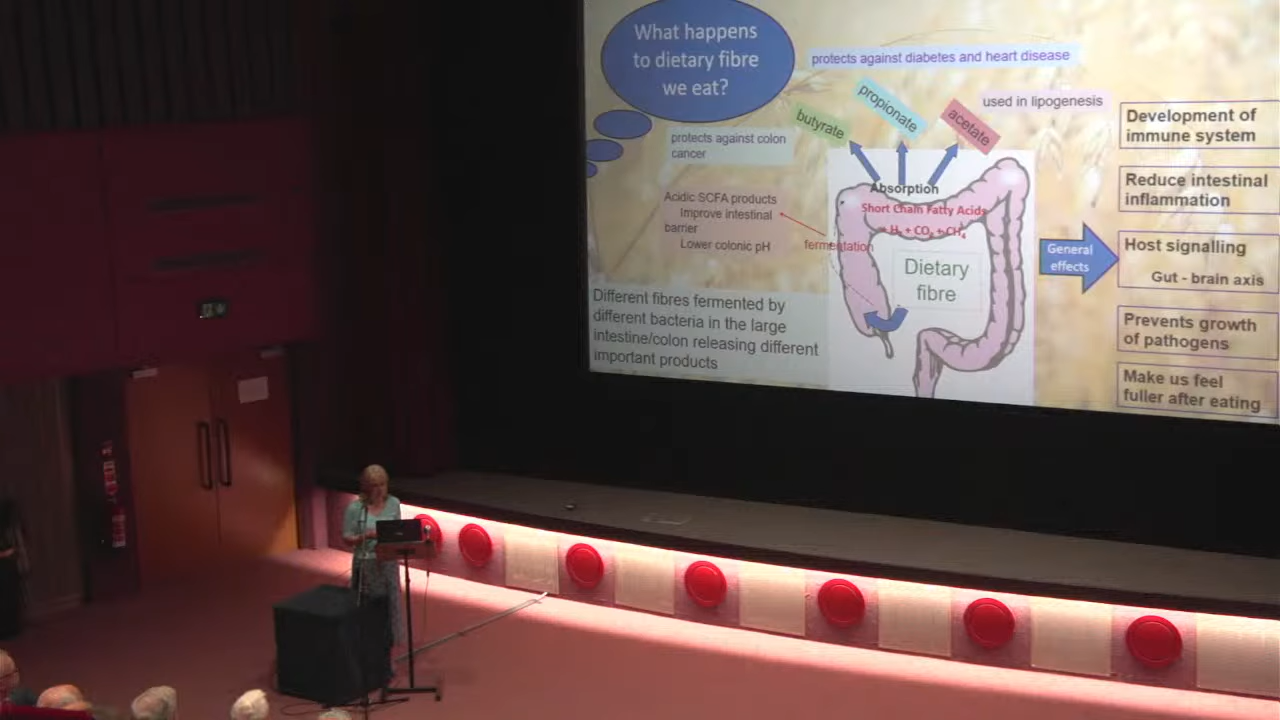 What happens
to dietary fibre
we eat?
protects against diabetes and heart disease
butyrate
propionate
acetate
used in lipogenesis
protects against colon
cancer
Acidic SCFA products
Improve intestinal
barrier
Lower colonic pH
fermentation
Absorption
Short Chain Fatty Acids
+ H₂ + CO₂ + CH₄
Dietary
fibre
Different fibres fermented by
different bacteria in the large
intestine/colon releasing different
important products
General
effects
Development of
immune system
Reduce intestinal
inflammation
Host signalling
Gut - brain axis
Prevents growth
of pathogens
Make us feel
fuller after eating